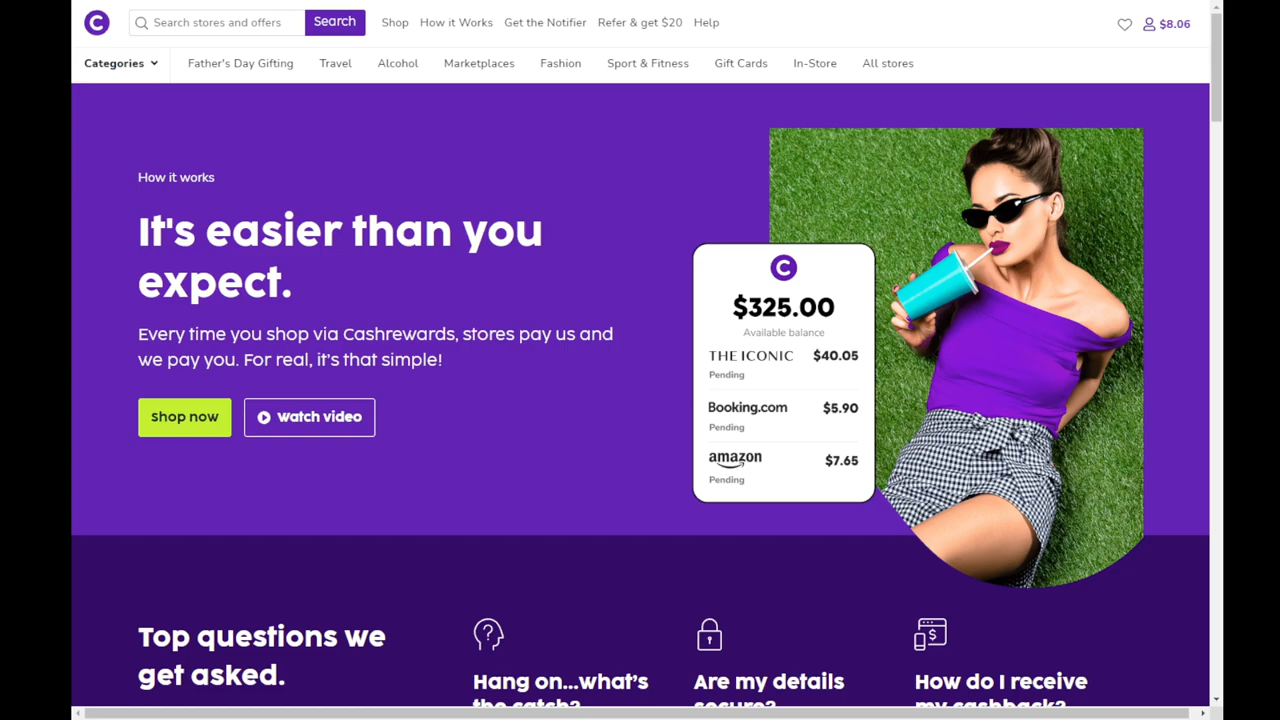 C
Search stores and offers
Search
Shop
How it Works
Get the Notifier
Refer & get $20
Help
$8.06
Categories
Father's Day Gifting
Travel
Alcohol
Marketplaces
Fashion
Sport & Fitness
Gift Cards
In-Store
All stores
How it works
It's easier than you
expect.
Every time you shop via Cashrewards, stores pay us and
we pay you. For real, it's that simple!
Shop now
Watch video
C
$325.00
Available balance
THE ICONIC $40.05
Pending
Booking.com $5.90
Pending
amazon $7.65
Pending
Top questions we
get asked.
Hang on...what's
the catch?
Are my details
secure?
How do I receive
my cashback?